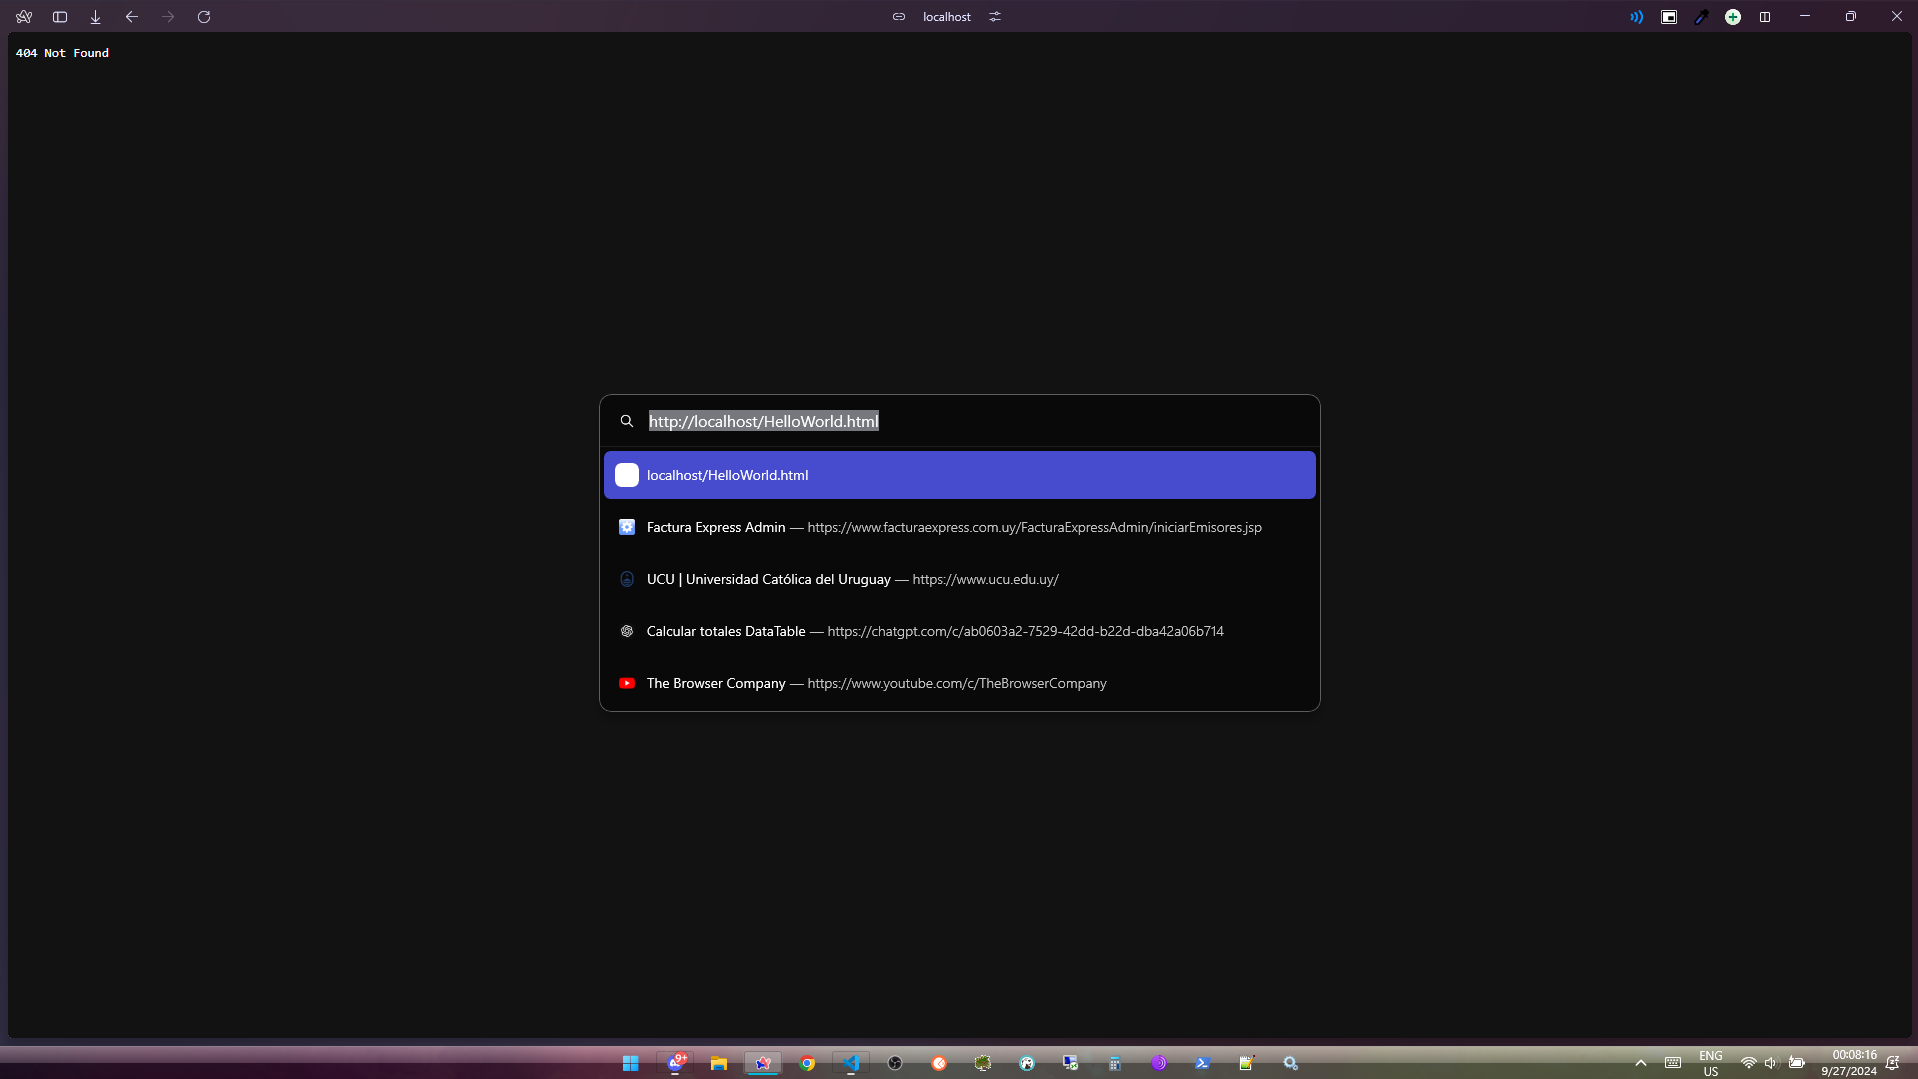 localhost
404 Not Found
http://localhost/HelloWorld.html
localhost/HelloWorld.html
Factura Express Admin — https://www.facturaexpress.com.uy/FacturaExpressAdmin/iniciarEmisores.jsp
UCU | Universidad Católica del Uruguay — https://www.ucu.edu.uy/
Calcular totales DataTable — https://chatgpt.com/c/ab0603a2-7529-42dd-b22d-dba42a06b714
The Browser Company — https://www.youtube.com/c/TheBrowserCompany
9+
ENG
US
00:08:16
9/27/2024